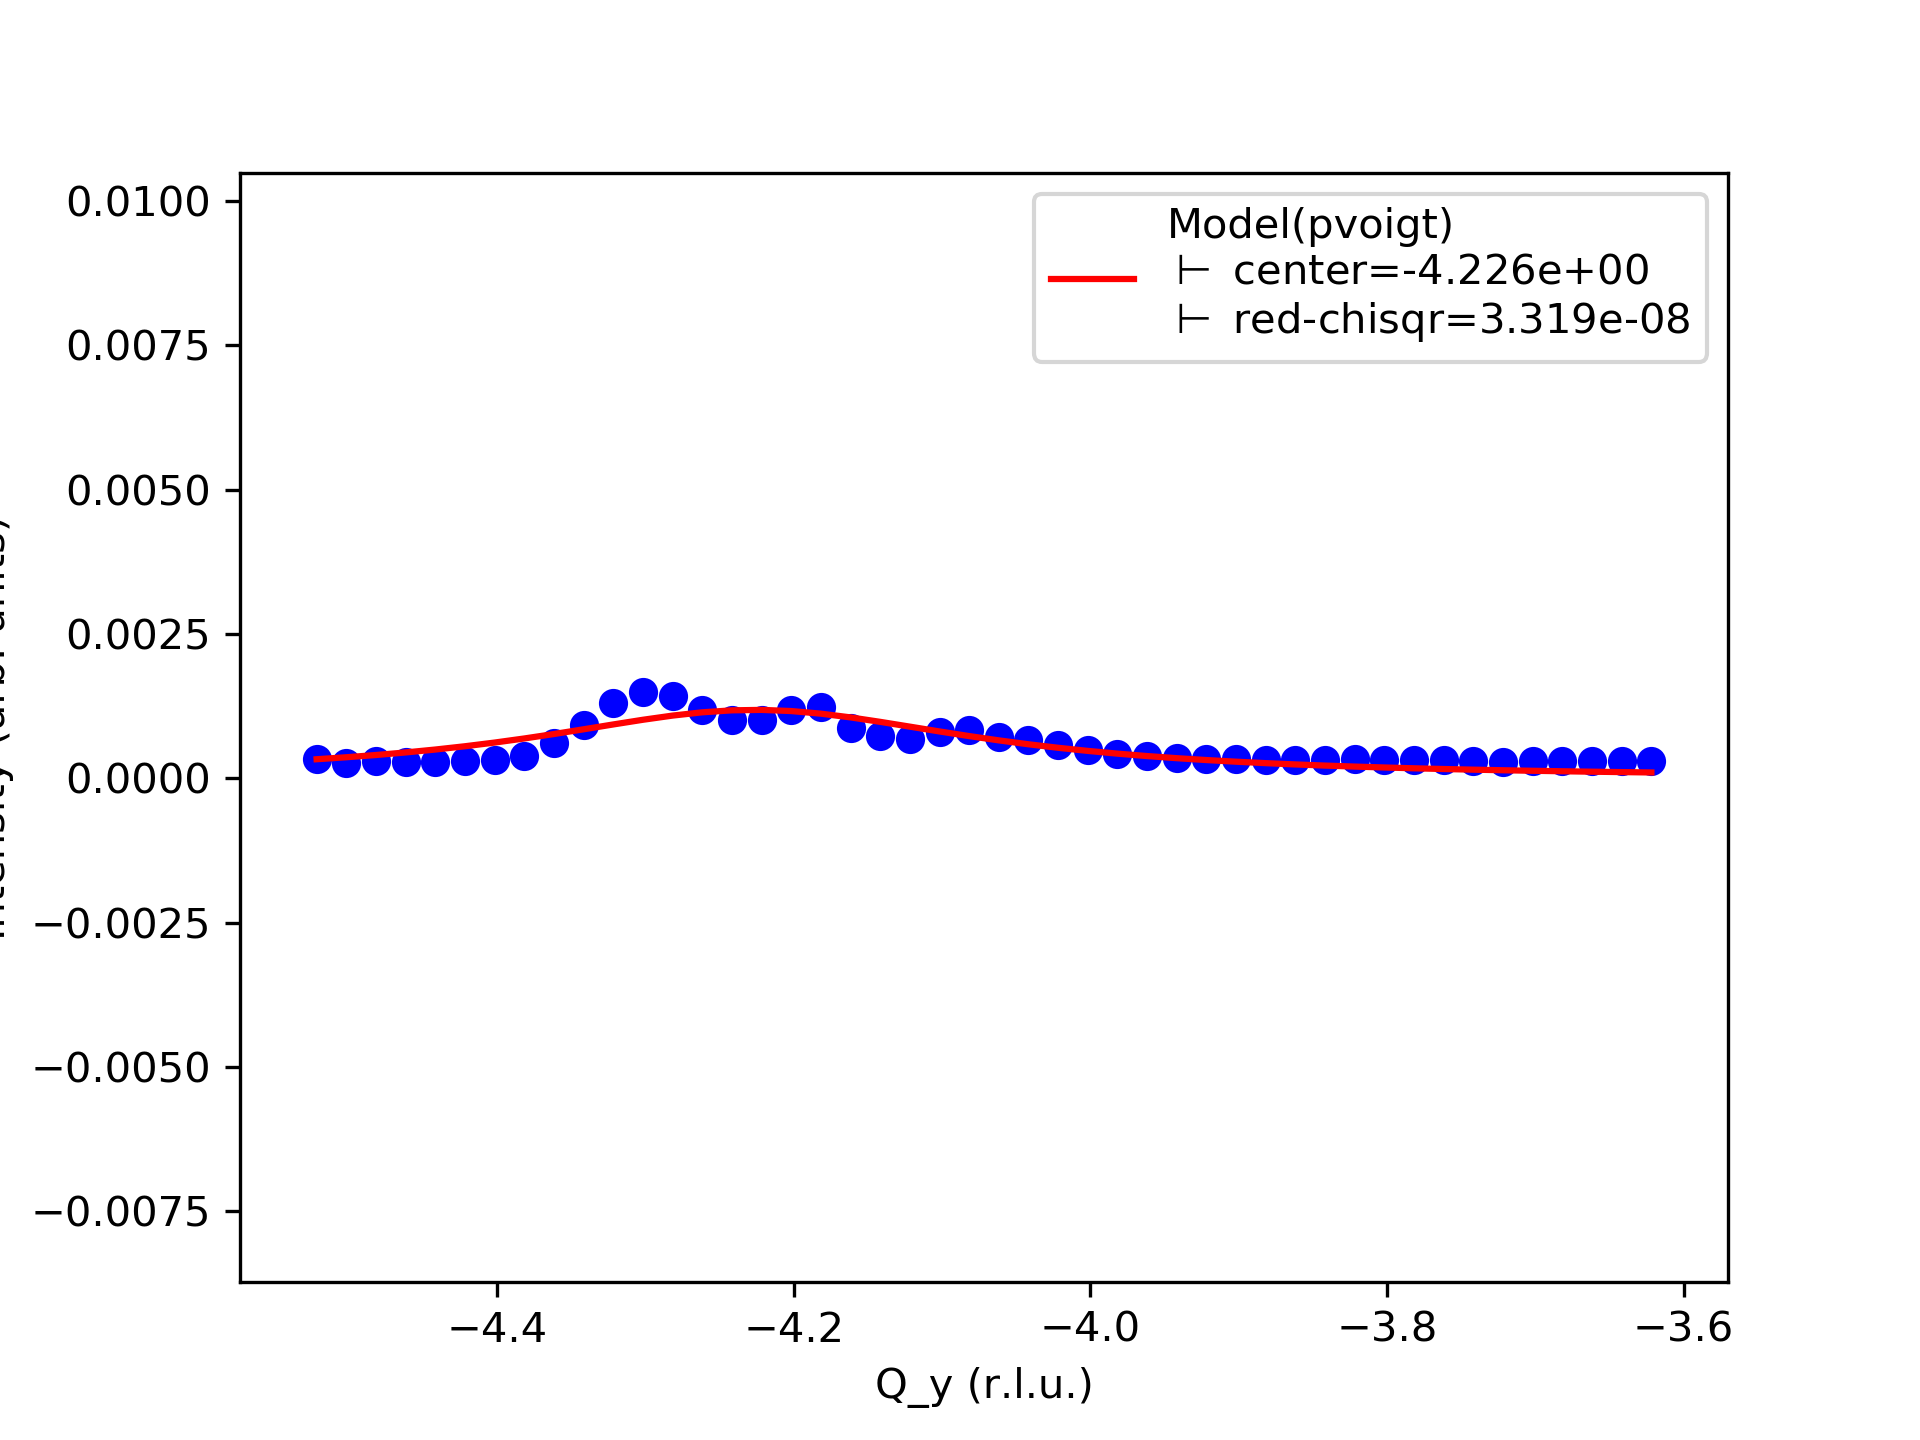 0.0100
0.0075
0.0050
0.0025
0.0000
−0.0025
−0.0050
−0.0075
Model(pvoigt)
⊢ center=-4.226e+00
⊢ red-chisqr=3.319e-08
−4.4 −4.2 −4.0 −3.8 −3.6
Q_y (r.l.u.)